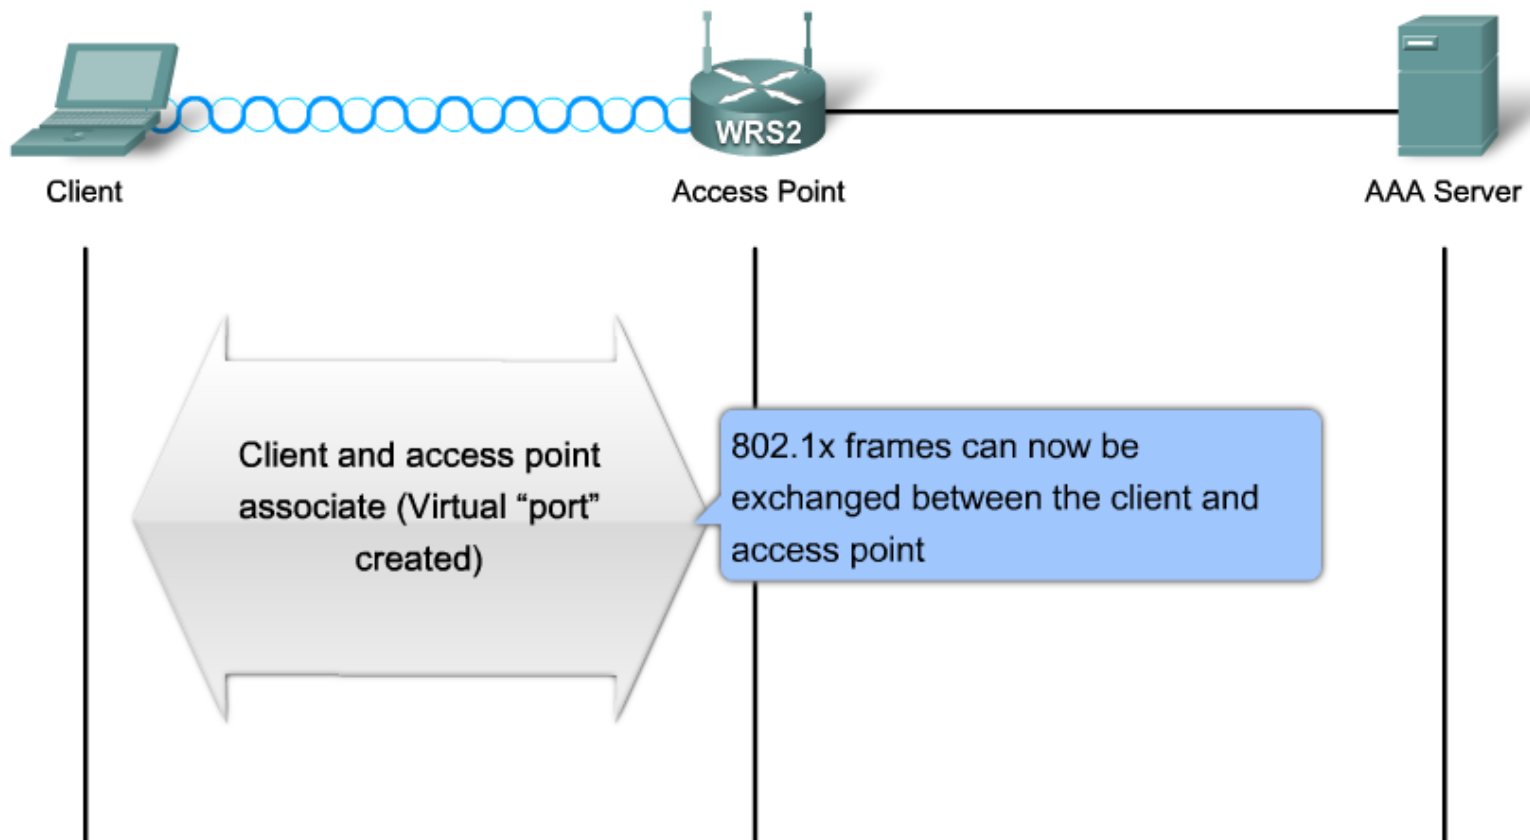 WRS2
Client
Access Point
AAA Server
Client and access point
associate (Virtual “port”
created)
802.1x frames can now be
exchanged between the client and
access point